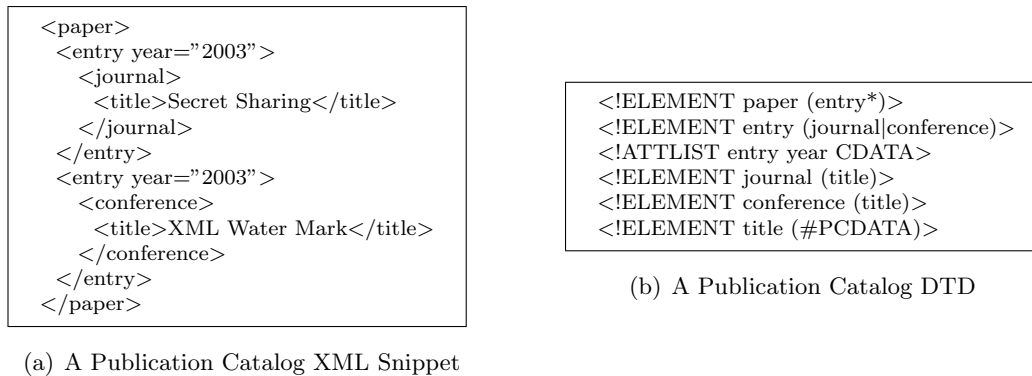 <paper>
<entry year=”2003”>
<journal>
<title>Secret Sharing</title>
</journal>
</entry>
<entry year=”2003”>
<conference>
<title>XML Water Mark</title>
</conference>
</entry>
</paper>
(a) A Publication Catalog XML Snippet
<!ELEMENT paper (entry*)>
<!ELEMENT entry (journal|conference)>
<!ATTLIST entry year CDATA>
<!ELEMENT journal (title)>
<!ELEMENT conference (title)>
<!ELEMENT title (#PCDATA)>
(b) A Publication Catalog DTD